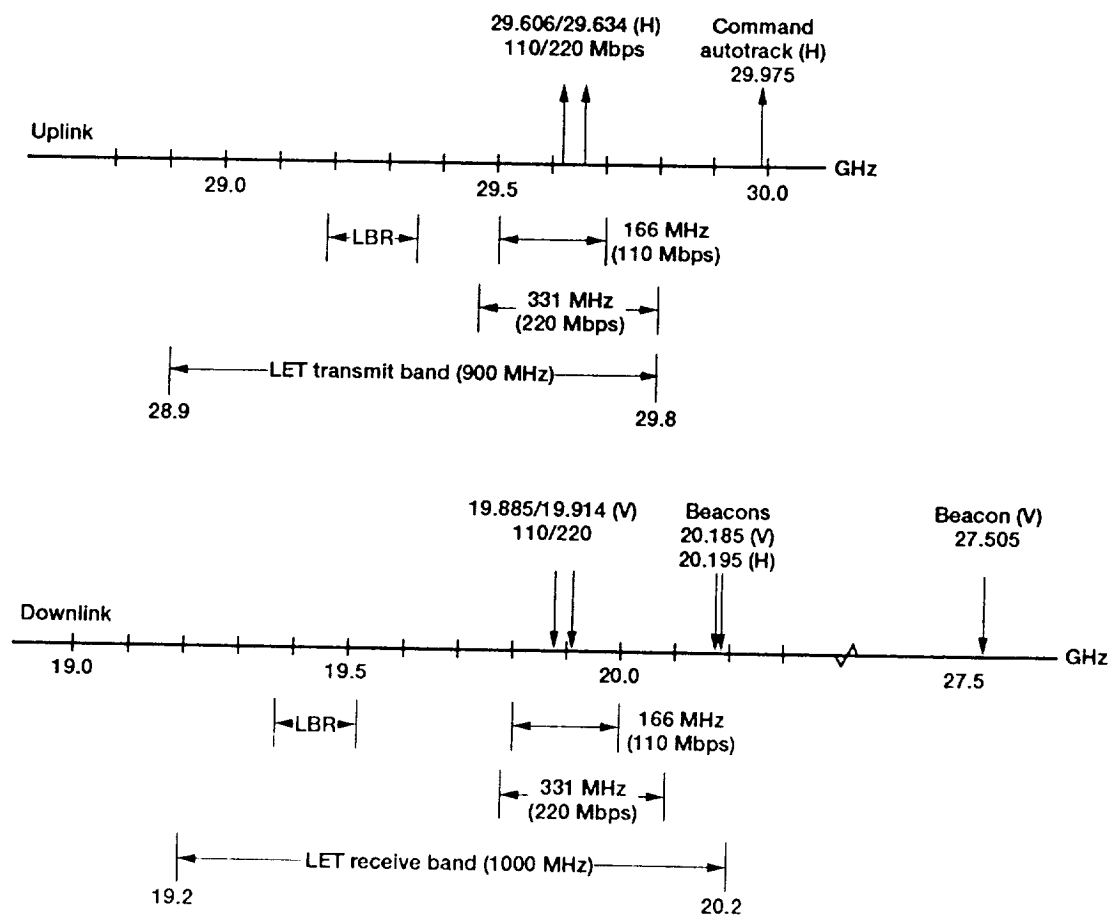 29.606/29.634 (H)
110/220 Mbps
Command
autotrack (H)
29.975
Uplink
GHz
29.0
29.5
30.0
LBR
166 MHz
(110 Mbps)
331 MHz
(220 Mbps)
LET transmit band (900 MHz)
28.9
29.8
19.885/19.914 (V)
110/220
Beacons
20.185 (V)
20.195 (H)
Beacon (V)
27.505
Downlink
GHz
19.0
19.5
20.0
27.5
LBR
166 MHz
(110 Mbps)
331 MHz
(220 Mbps)
LET receive band (1000 MHz)
19.2
20.2